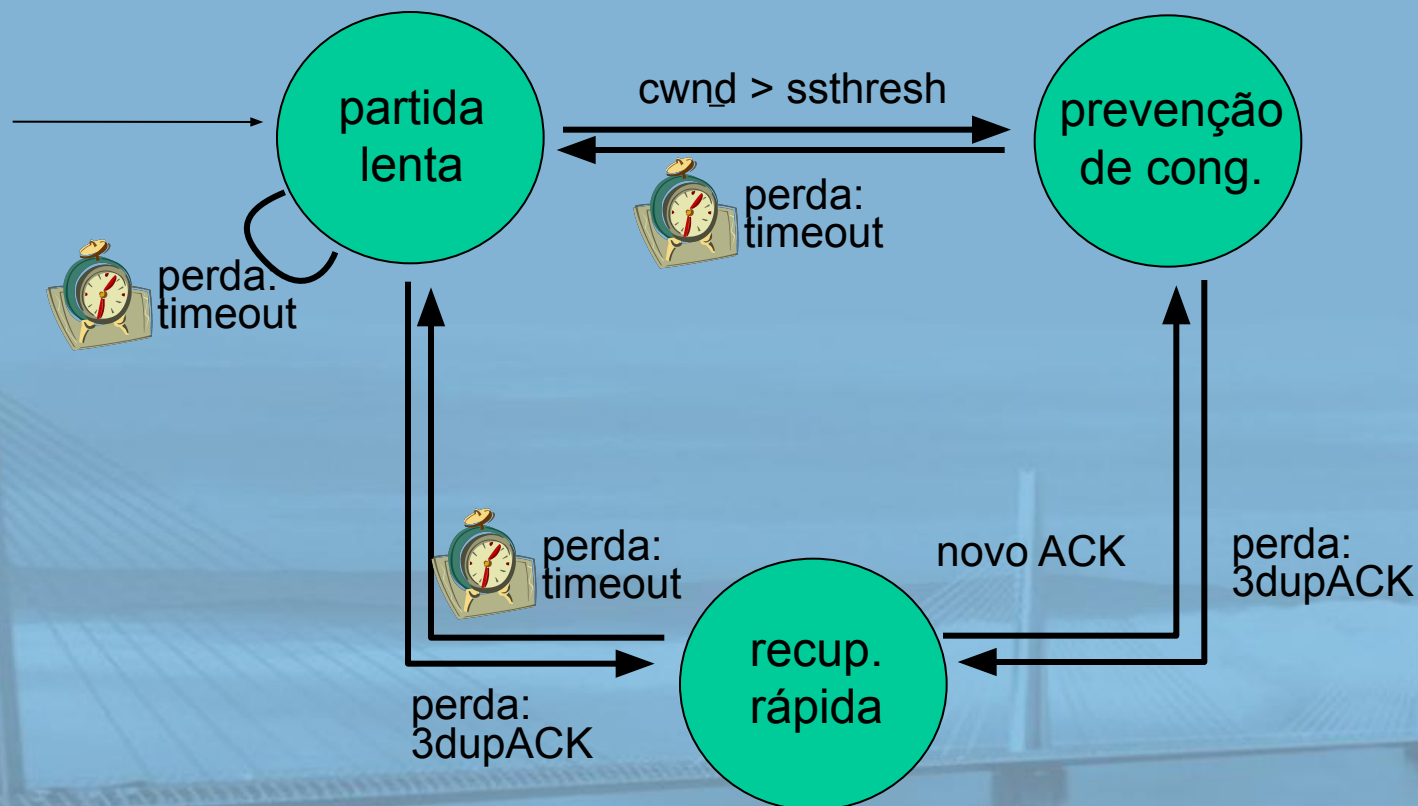 partida
lenta
cwnd > ssthresh
prevenção
de cong.
perda:
timeout
perda:
timeout
perda:
timeout
novo ACK
perda:
3dupACK
recup.
rápida
perda:
3dupACK